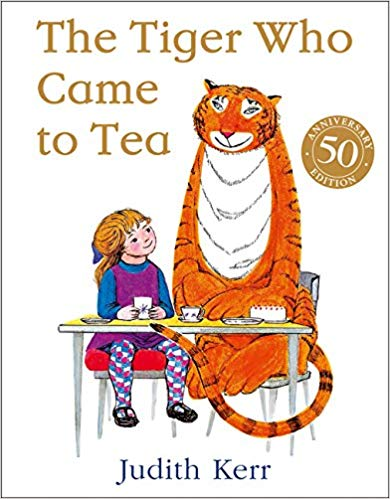 The Tiger Who
Came
to Tea
ANNIVERSARY
50
EDITION
Judith Kerr